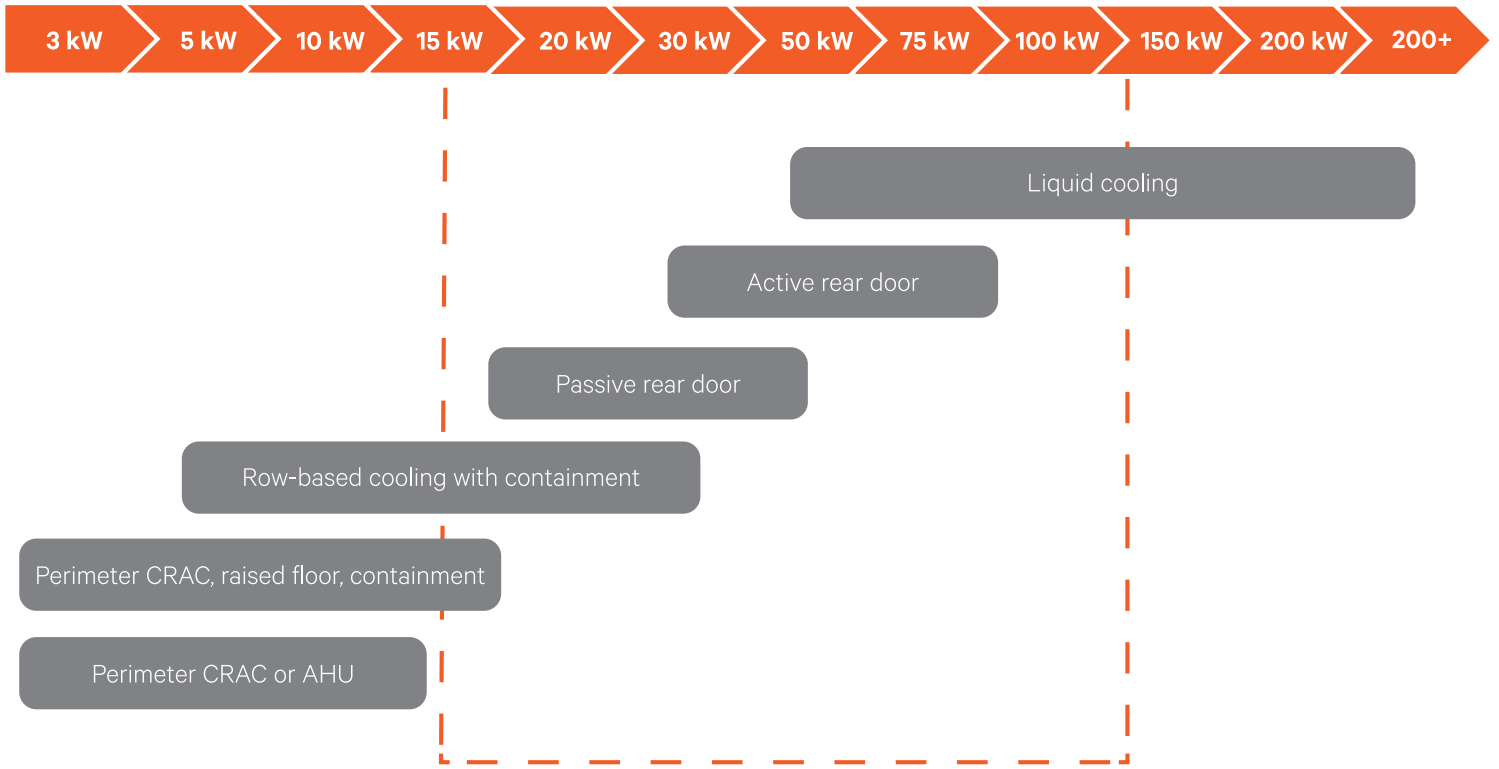 3 kW 5 kW 10 kW 15 kW 20 kW 30 kW 50 kW 75 kW 100 kW 150 kW 200 kW 200+
Liquid cooling
Active rear door
Passive rear door
Row-based cooling with containment
Perimeter CRAC, raised floor, containment
Perimeter CRAC or AHU